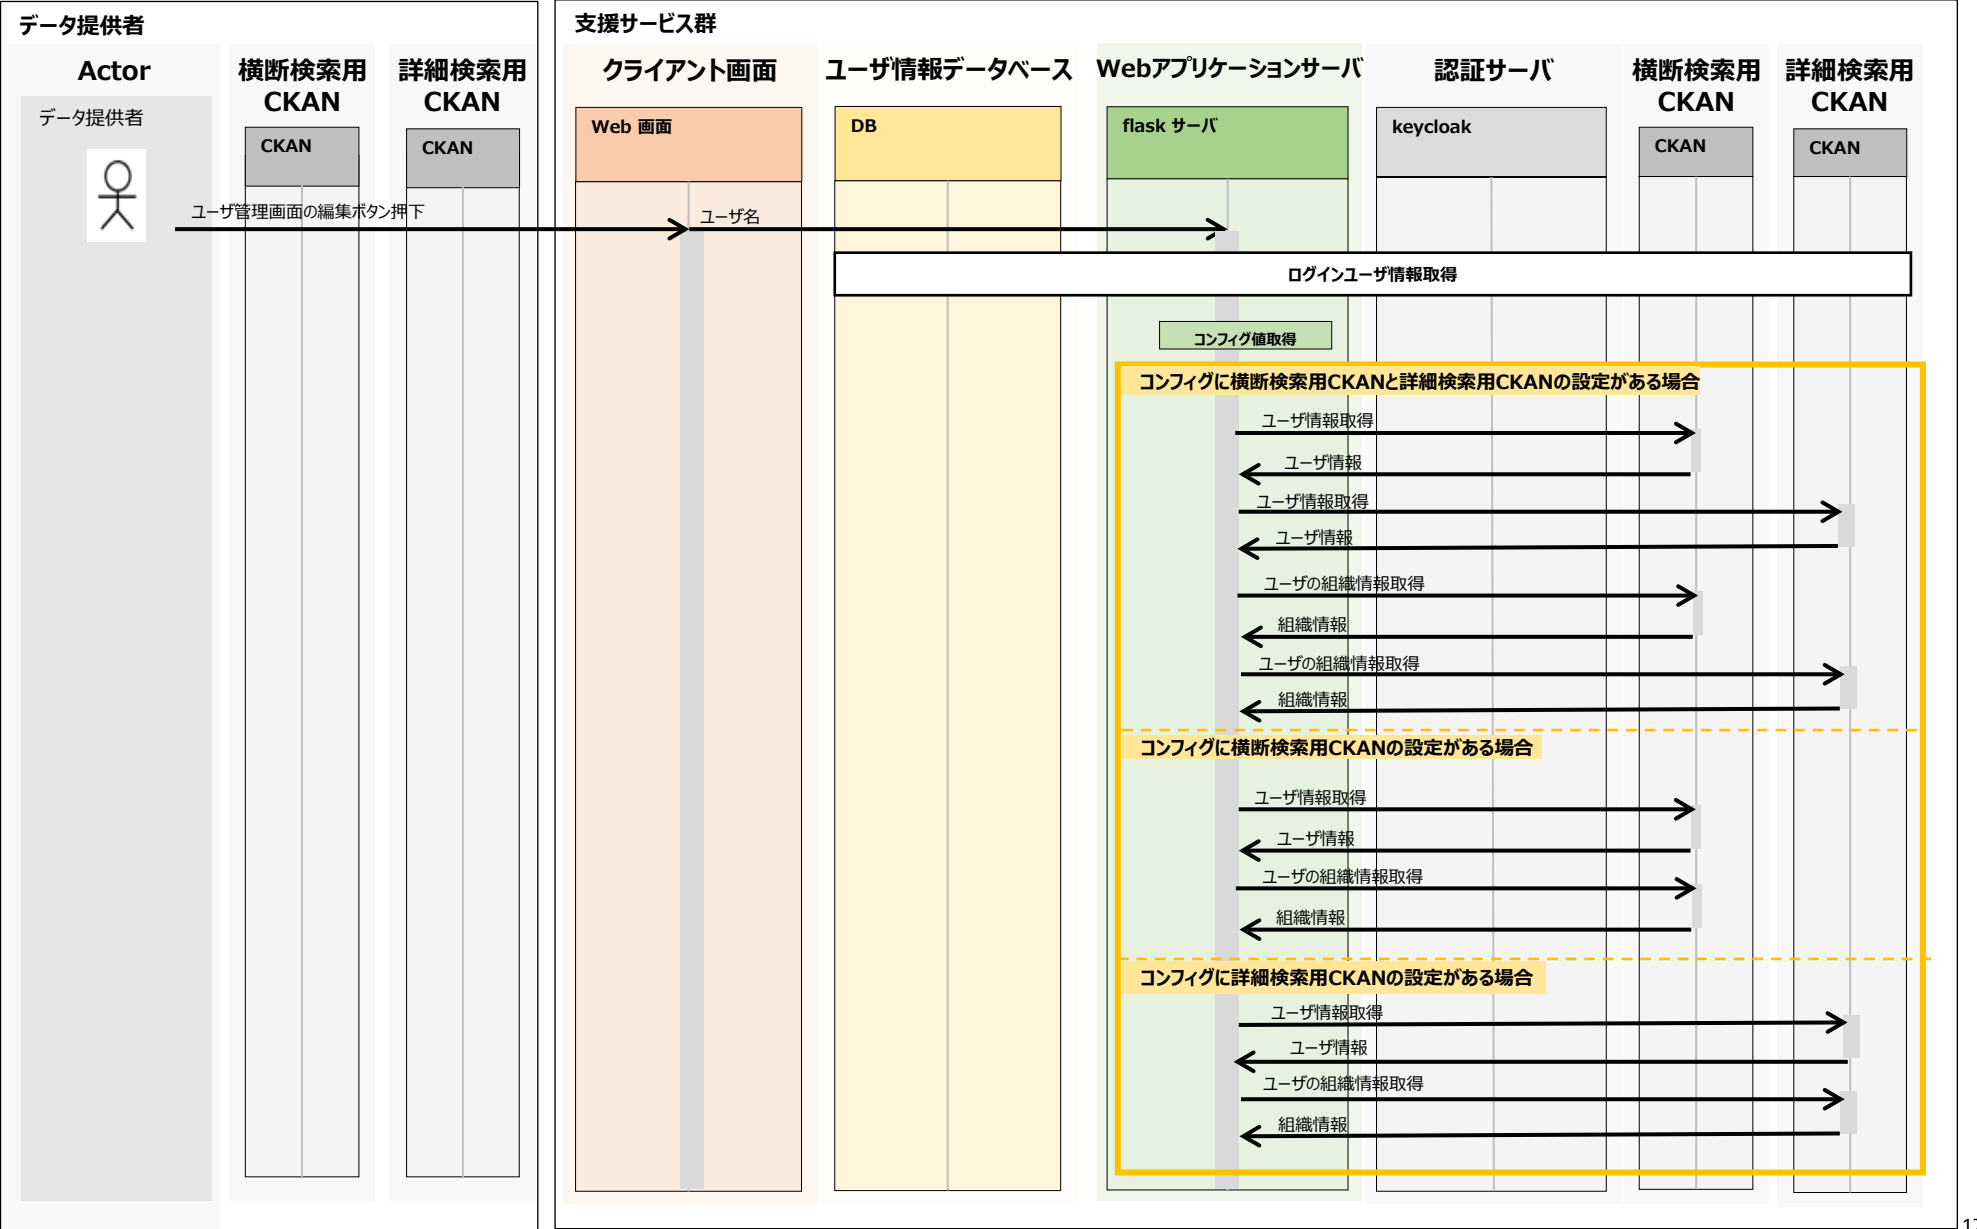 データ提供者
支援サービス群
Actor
横断検索用
CKAN
詳細検索用
CKAN
クライアント画面
ユーザ情報データベース
Webアプリケーションサーバ
認証サーバ
横断検索用
CKAN
詳細検索用
CKAN
データ提供者
CKAN
CKAN
Web 画面
DB
flask サーバ
keycloak
CKAN
CKAN
ユーザ管理画面の編集ボタン押下
ユーザ名
ログインユーザ情報取得
コンフィグ値取得
コンフィグに横断検索用CKANと詳細検索用CKANの設定がある場合
ユーザ情報取得
ユーザ情報
ユーザ情報取得
ユーザ情報
ユーザの組織情報取得
組織情報
ユーザの組織情報取得
組織情報
コンフィグに横断検索用CKANの設定がある場合
ユーザ情報取得
ユーザ情報
ユーザの組織情報取得
組織情報
コンフィグに詳細検索用CKANの設定がある場合
ユーザ情報取得
ユーザ情報
ユーザの組織情報取得
組織情報